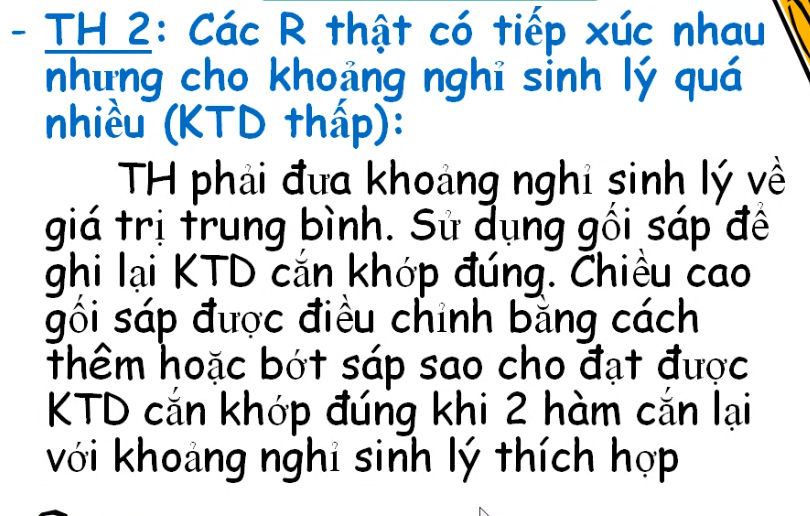 - TH 2: Các R thật có tiếp xúc nhau
nhưng cho khoảng nghỉ sinh lý quá
nhiều (KTD thấp):
TH phải đưa khoảng nghỉ sinh lý về
giá trị trung bình. Sử dụng gối sáp để
ghi lại KTD cắn khớp đúng. Chiều cao
gối sáp được điều chỉnh bằng cách
thêm hoặc bớt sáp sao cho đạt được
KTD cắn khớp đúng khi 2 hàm cắn lại
với khoảng nghỉ sinh lý thích hợp